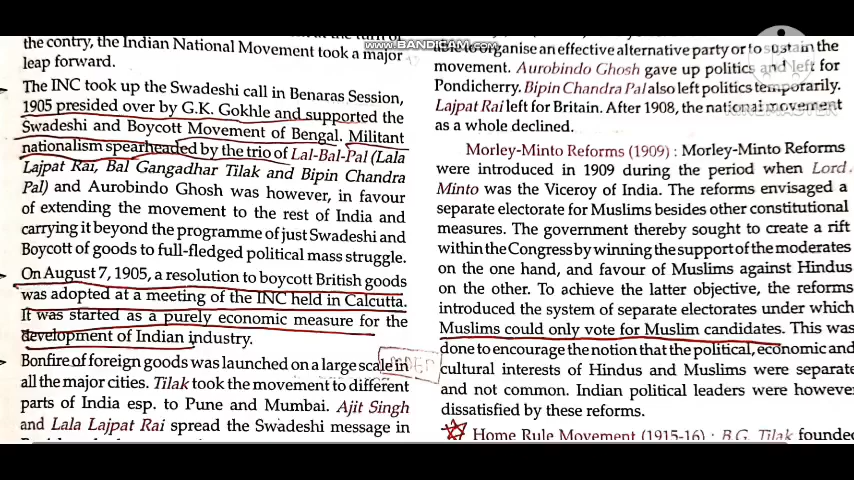 the contry, the Indian National Movement took a major
leap forward.
The INC took up the Swadeshi call in Benaras Session,
1905 presided over by G.K. Gokhle and supported the
Swadeshi and Boycott Movement of Bengal. Militant
nationalism spearheaded by the trio of Lal-Bal-Pal (Lala
Lajpat Rai, Bal Gangadhar Tilak and Bipin Chandra
Pal) and Aurobindo Ghosh was however, in favour
of extending the movement to the rest of India and
carrying it beyond the programme of just Swadeshi and
Boycott of goods to full-fledged political mass struggle.
On August 7, 1905, a resolution to boycott British goods
was adopted at a meeting of the INC held in Calcutta.
It was started as a purely economic measure for the
development of Indian industry.
Bonfire of foreign goods was launched on a large scale in
all the major cities. Tilak took the movement to different
parts of India esp. to Pune and Mumbai. Ajit Singh
and Lala Lajpat Rai spread the Swadeshi message in
www.BANDICAM.com
able to organise an effective alternative party or to sustain the
movement. Aurobindo Ghosh gave up politics and left for
Pondicherry. Bipin Chandra Pal also left politics temporarily.
Lajpat Rai left for Britain. After 1908, the national movement
as a whole declined.
KINEMASTER
Morley-Minto Reforms (1909) : Morley-Minto Reforms
were introduced in 1909 during the period when Lord.
Minto was the Viceroy of India. The reforms envisaged a
separate electorate for Muslims besides other constitutional
measures. The government thereby sought to create a rift
within the Congress by winning the support of the moderates
on the one hand, and favour of Muslims against Hindus
on the other. To achieve the latter objective, the reforms
introduced the system of separate electorates under which
Muslims could only vote for Muslim candidates. This was
done to encourage the notion that the political, economic and
cultural interests of Hindus and Muslims were separate
and not common. Indian political leaders were however
dissatisfied by these reforms.
Home Rule Movement (1915-16) : B.G. Tilak founded